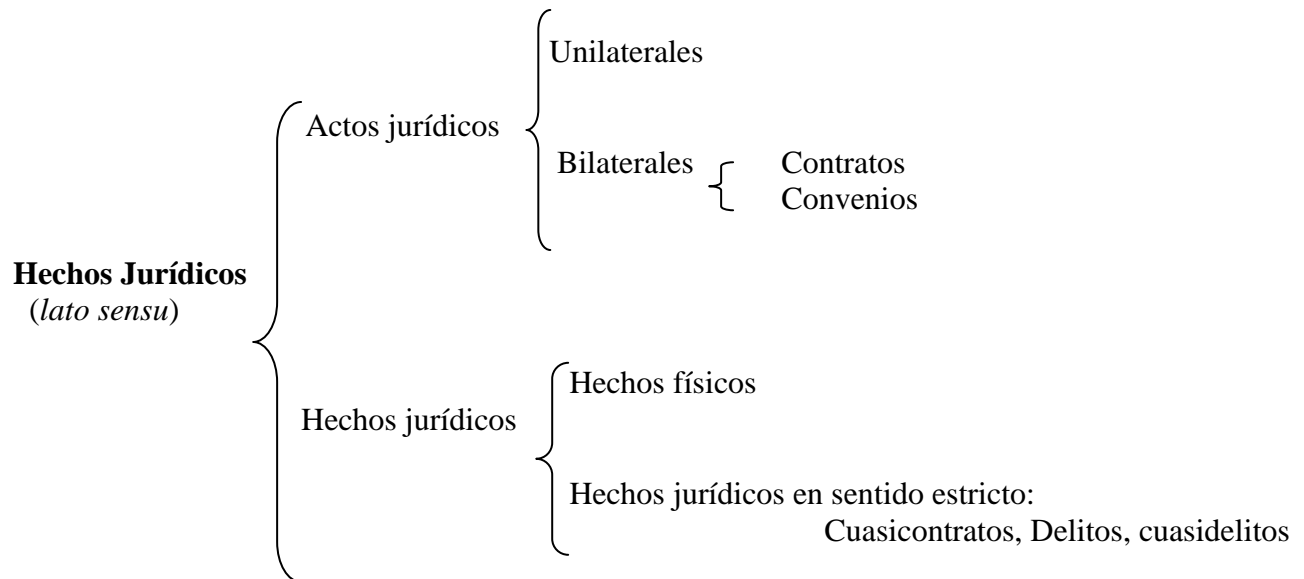 Unilaterales
Actos jurídicos
Bilaterales
Contratos
Convenios
Hechos Jurídicos
(lato sensu)
Hechos físicos
Hechos jurídicos
Hechos jurídicos en sentido estricto:
Cuasicontratos, Delitos, cuasidelitos